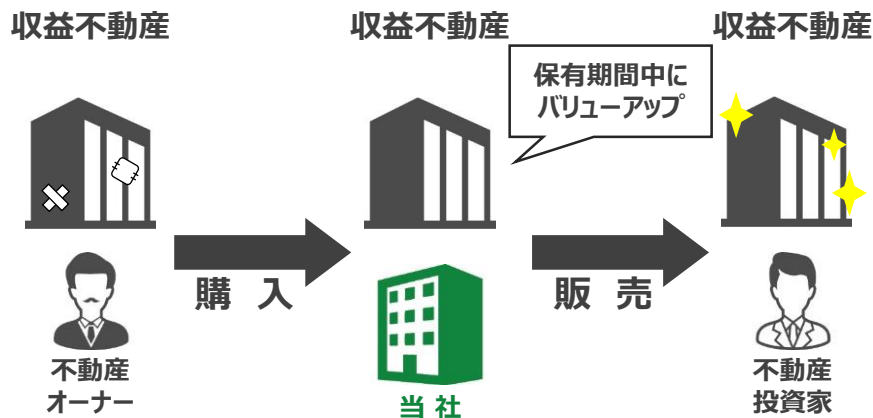 収益不動産
収益不動産
収益不動産
保有期間中に
バリューアップ
購 入
販 売
不動産
オーナー
当 社
不動産
投資家